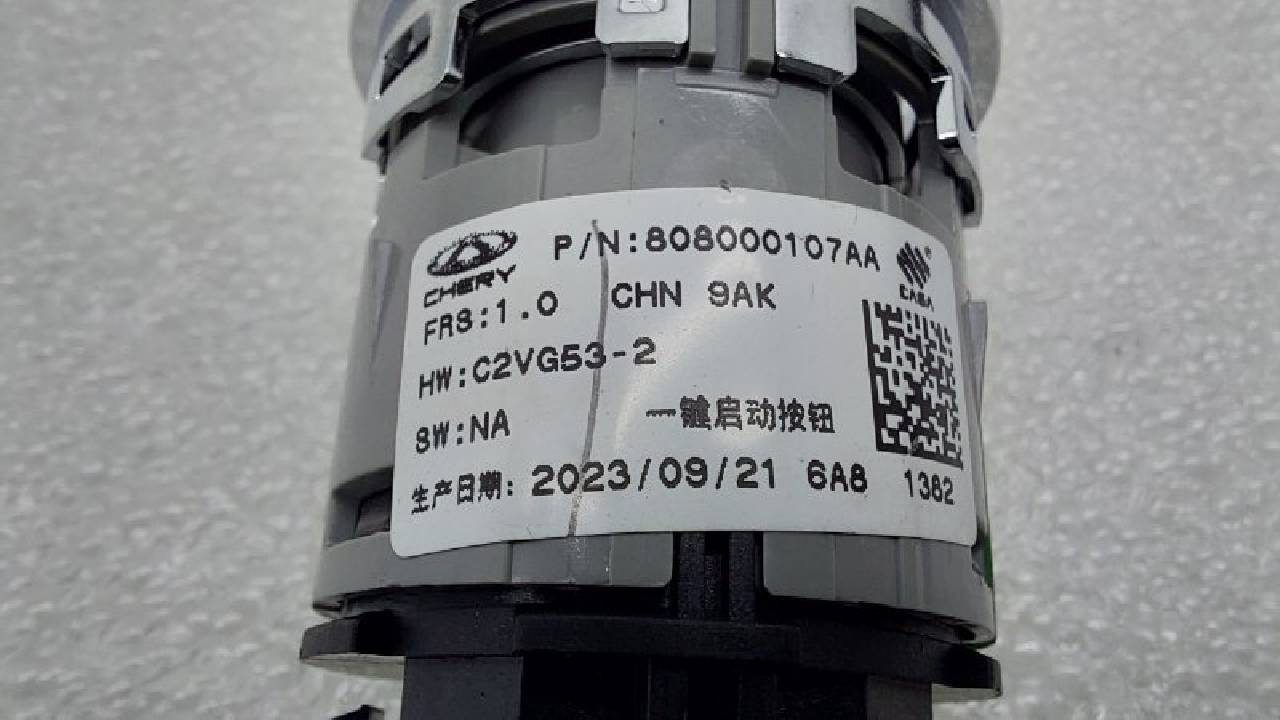 CHERY P/N:808000107AA CASA
FRS:1.0 CHN 9AK
HW:C2VG53-2
SW:NA 一键启动按钮
生产日期: 2023/09/21 6A8 1382